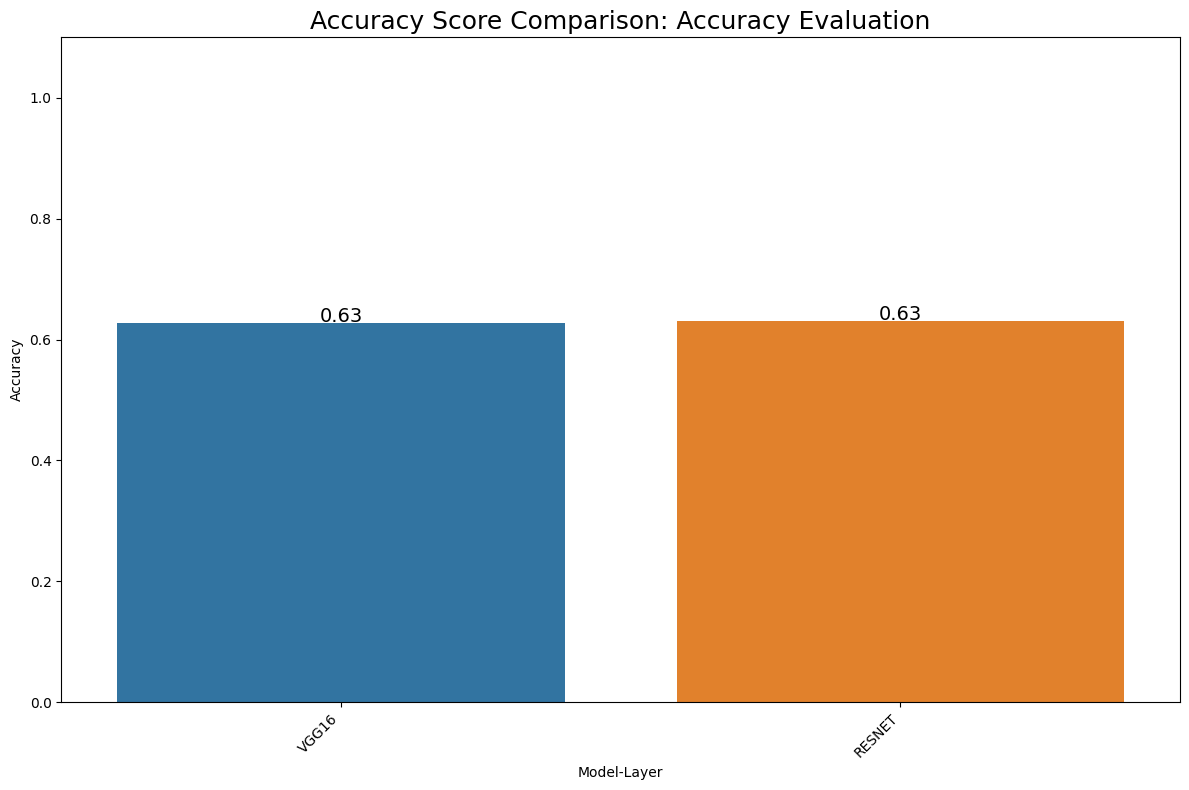 Accuracy Score Comparison: Accuracy Evaluation
1.0
0.8
0.6
0.4
0.2
0.0
Accuracy
0.63
0.63
VGG16
RESNET
Model-Layer